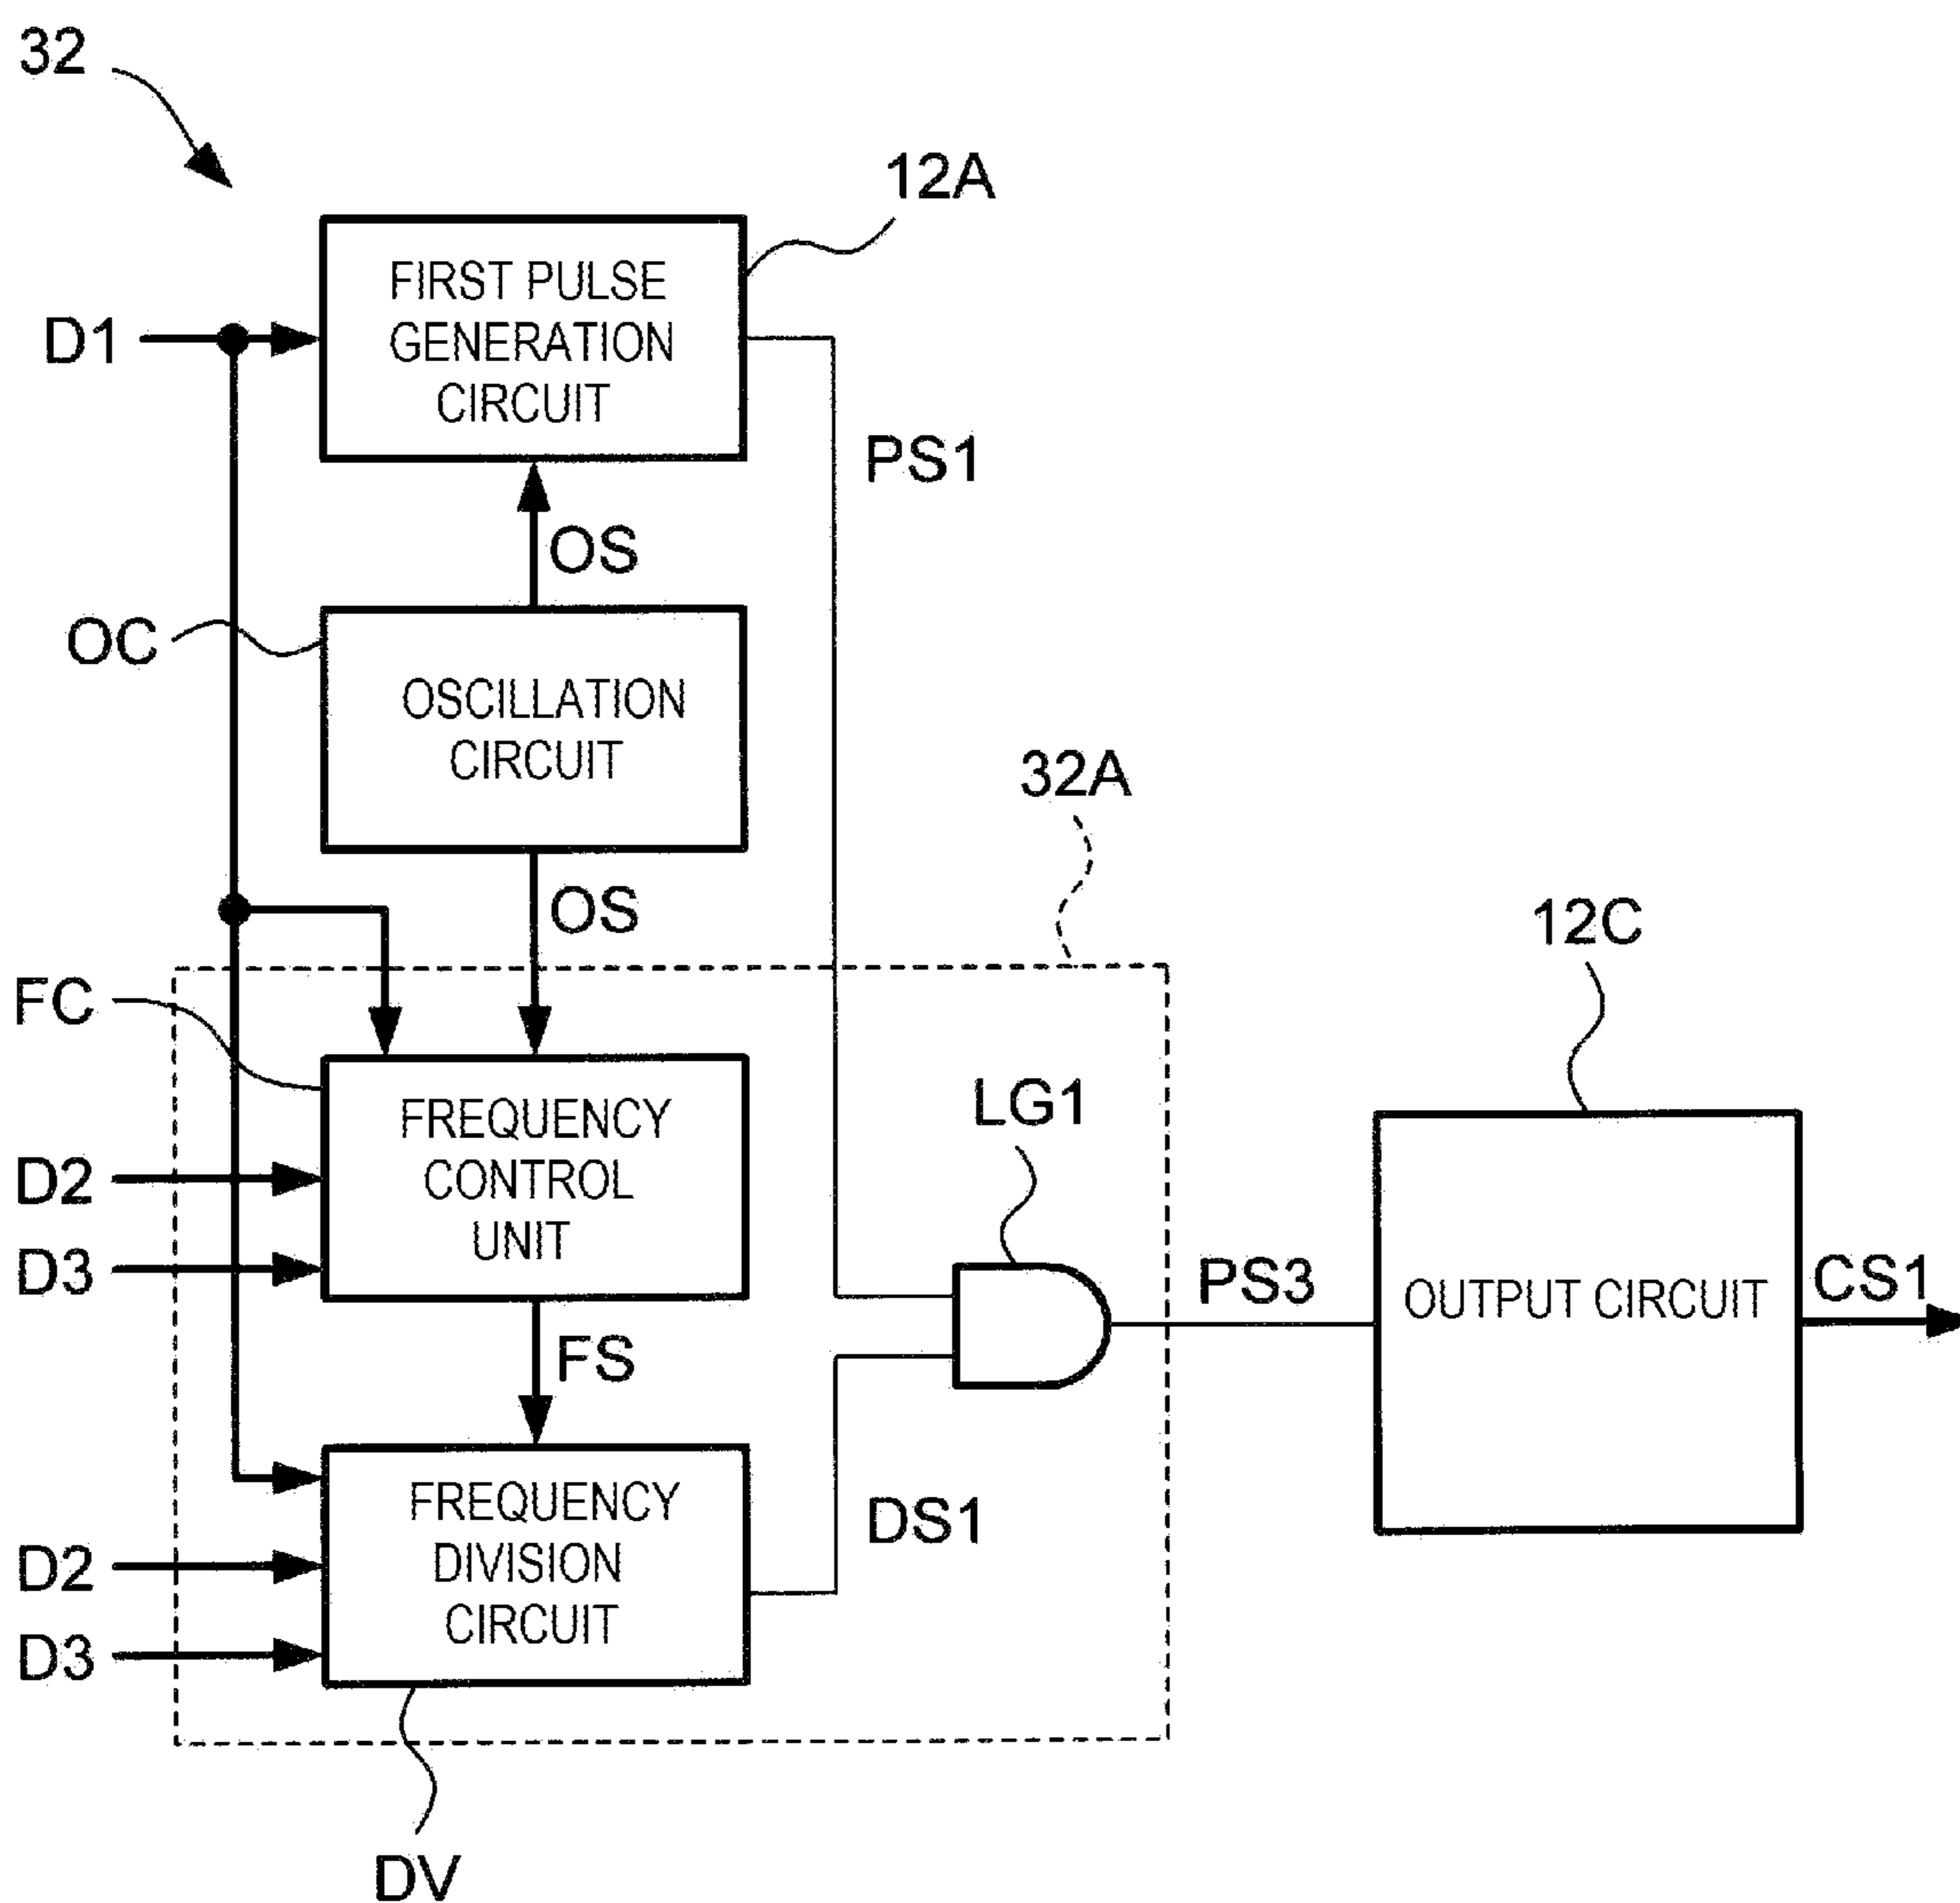 32
12A
FIRST PULSE
GENERATION
CIRCUIT
D1
PS1
OS
OC
OSCILLATION
CIRCUIT
32A
OS
12C
FC
FREQUENCY
CONTROL
UNIT
LG1
D2
D3
PS3
OUTPUT CIRCUIT
CS1
FS
FREQUENCY
DIVISION
CIRCUIT
DS1
D2
D3
DV